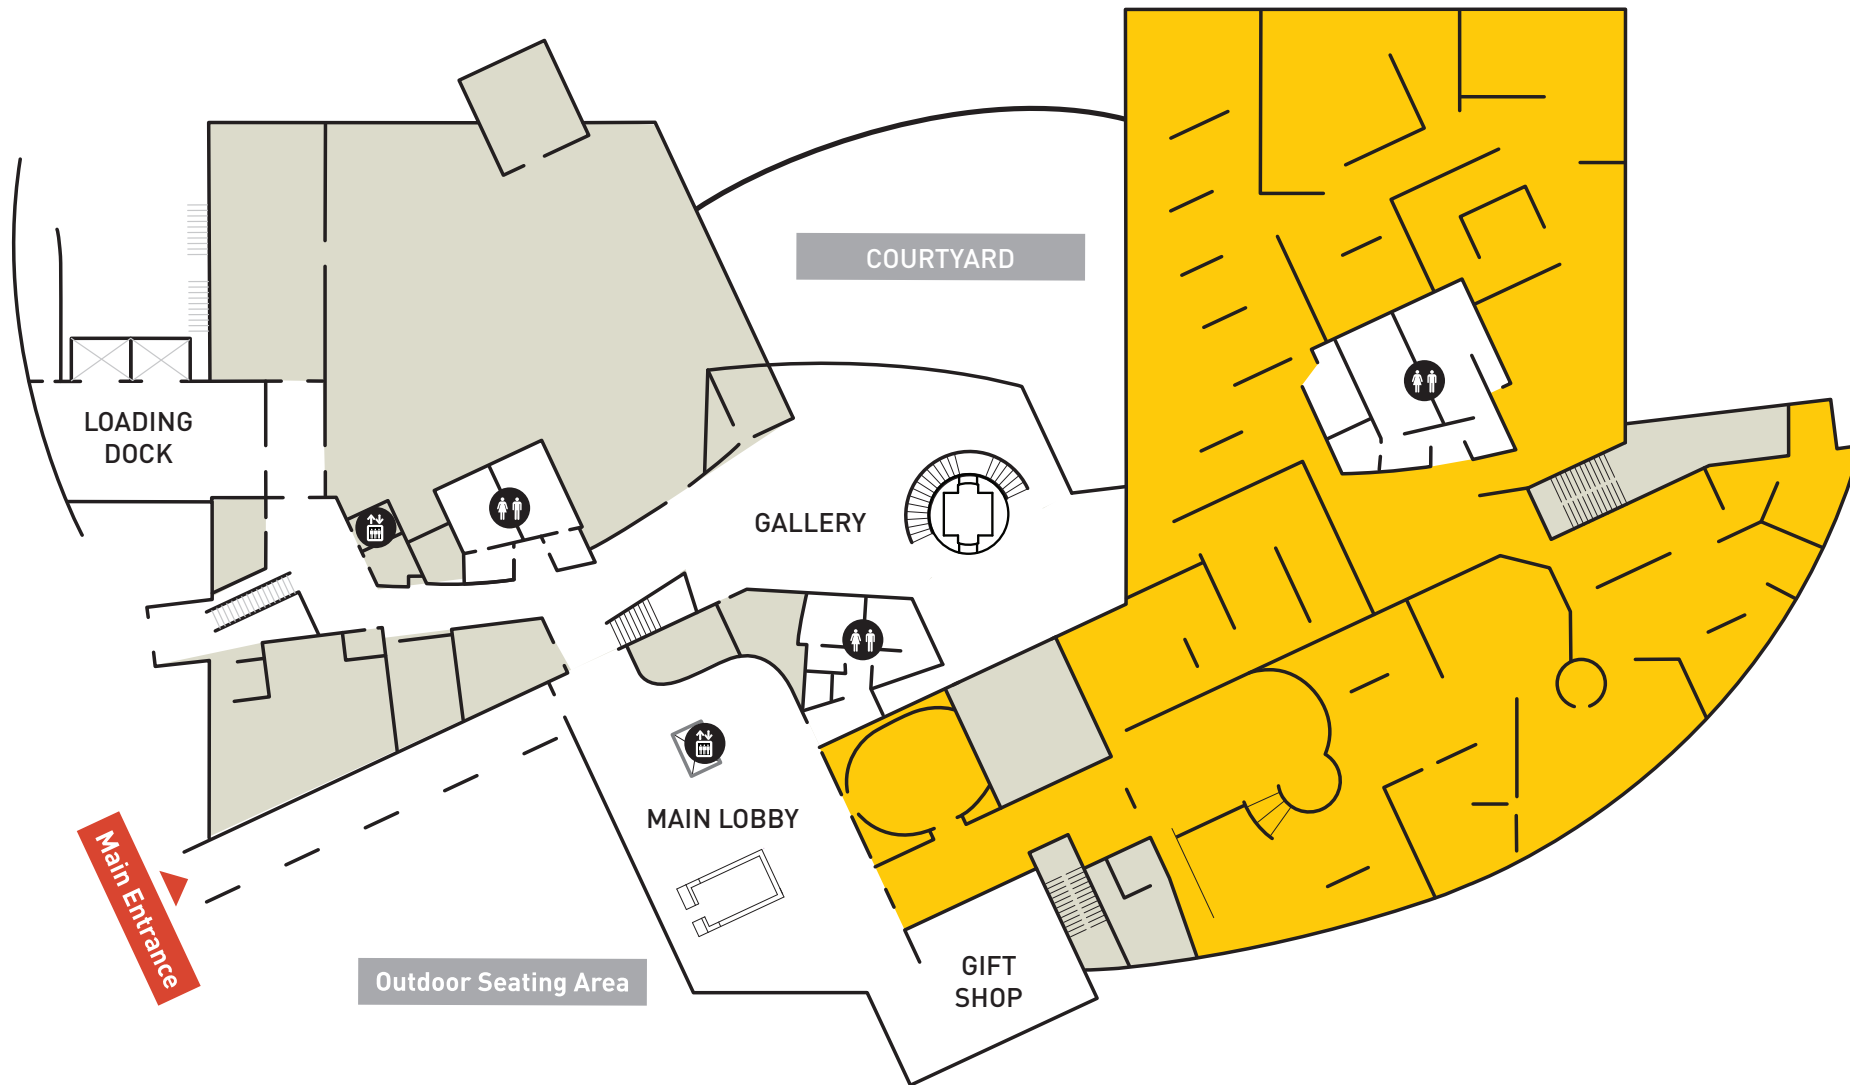 COURTYARD
LOADING
DOCK
GALLERY
MAIN LOBBY
Main Entrance
Outdoor Seating Area
GIFT
SHOP